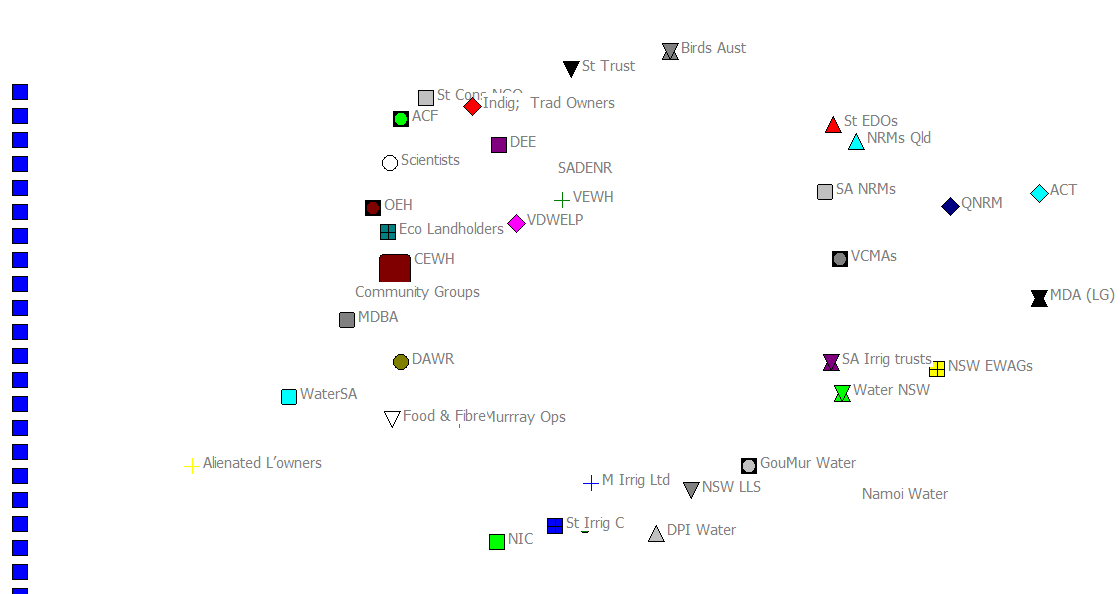 Birds Aust
St Trust
St Cons NGO
Indig;  Trad Owners
ACF
St EDOs
NRMs Qld
DEE
Scientists
SADENR
SA NRMs
ACT
VEWH
QNRM
OEH
VDWELP
Eco Landholders
CEWH
VCMAs
Community Groups
MDA (LG)
MDBA
DAWR
SA Irrig trusts
NSW EWAGs
WaterSA
Water NSW
Food & Fibre
Murrray Ops
Alienated L'owners
GouMur Water
M Irrig Ltd
NSW LLS
Namoi Water
St Irrig C
DPI Water
NIC